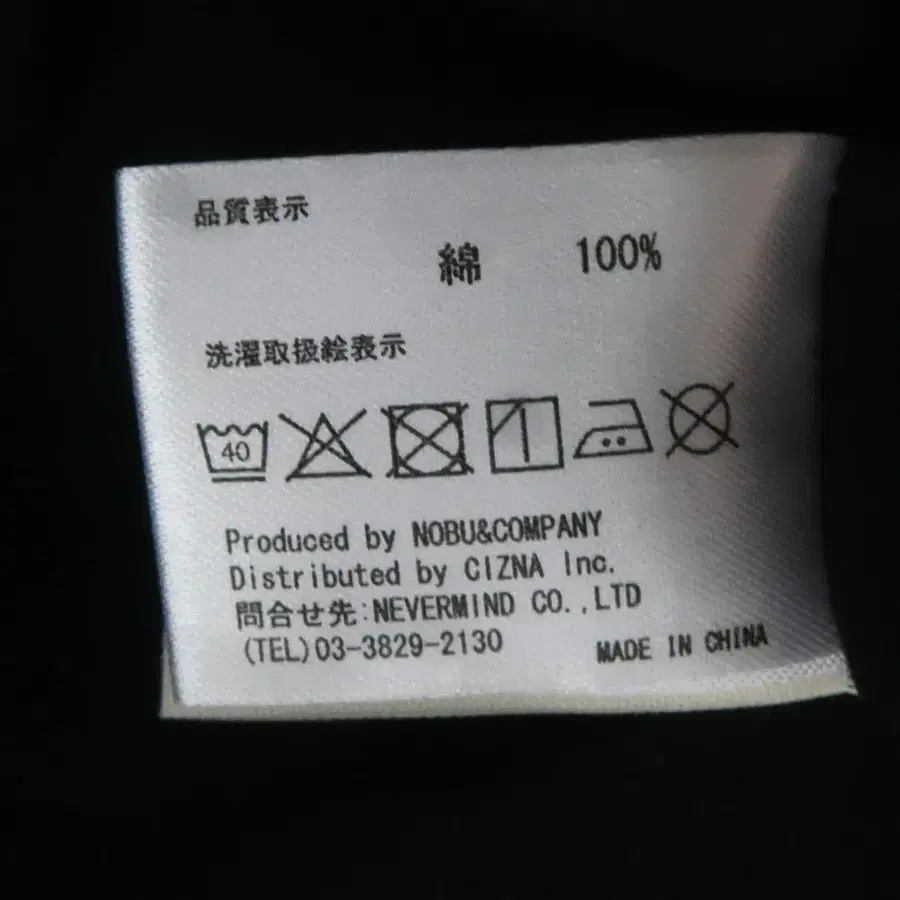 品質表示
綿 100%
洗濯取扱絵表示
40
Produced by NOBU&COMPANY
Distributed by CIZNA Inc.
問合せ先:NEVERMIND CO.,LTD
(TEL)03-3829-2130 MADE IN CHINA